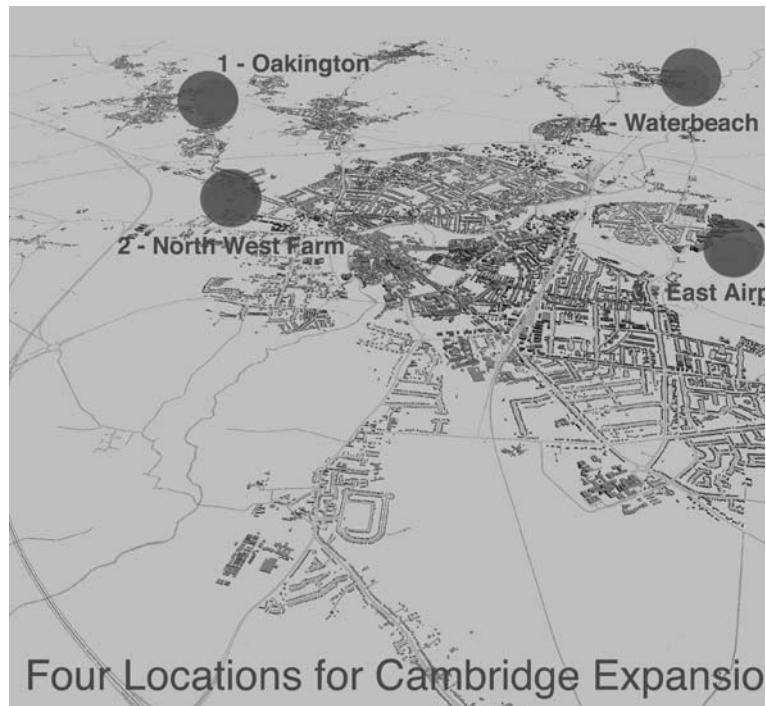 1 - Oakington
4 - Waterbeach
2 - North West Farm
East Airp
Four Locations for Cambridge Expansio